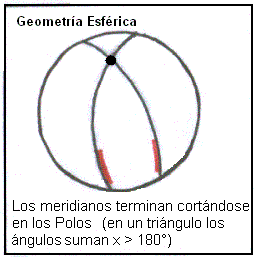 Geometría Esférica
Los meridianos terminan cortándose
en los Polos (en un triángulo los
ángulos suman x > 180°)